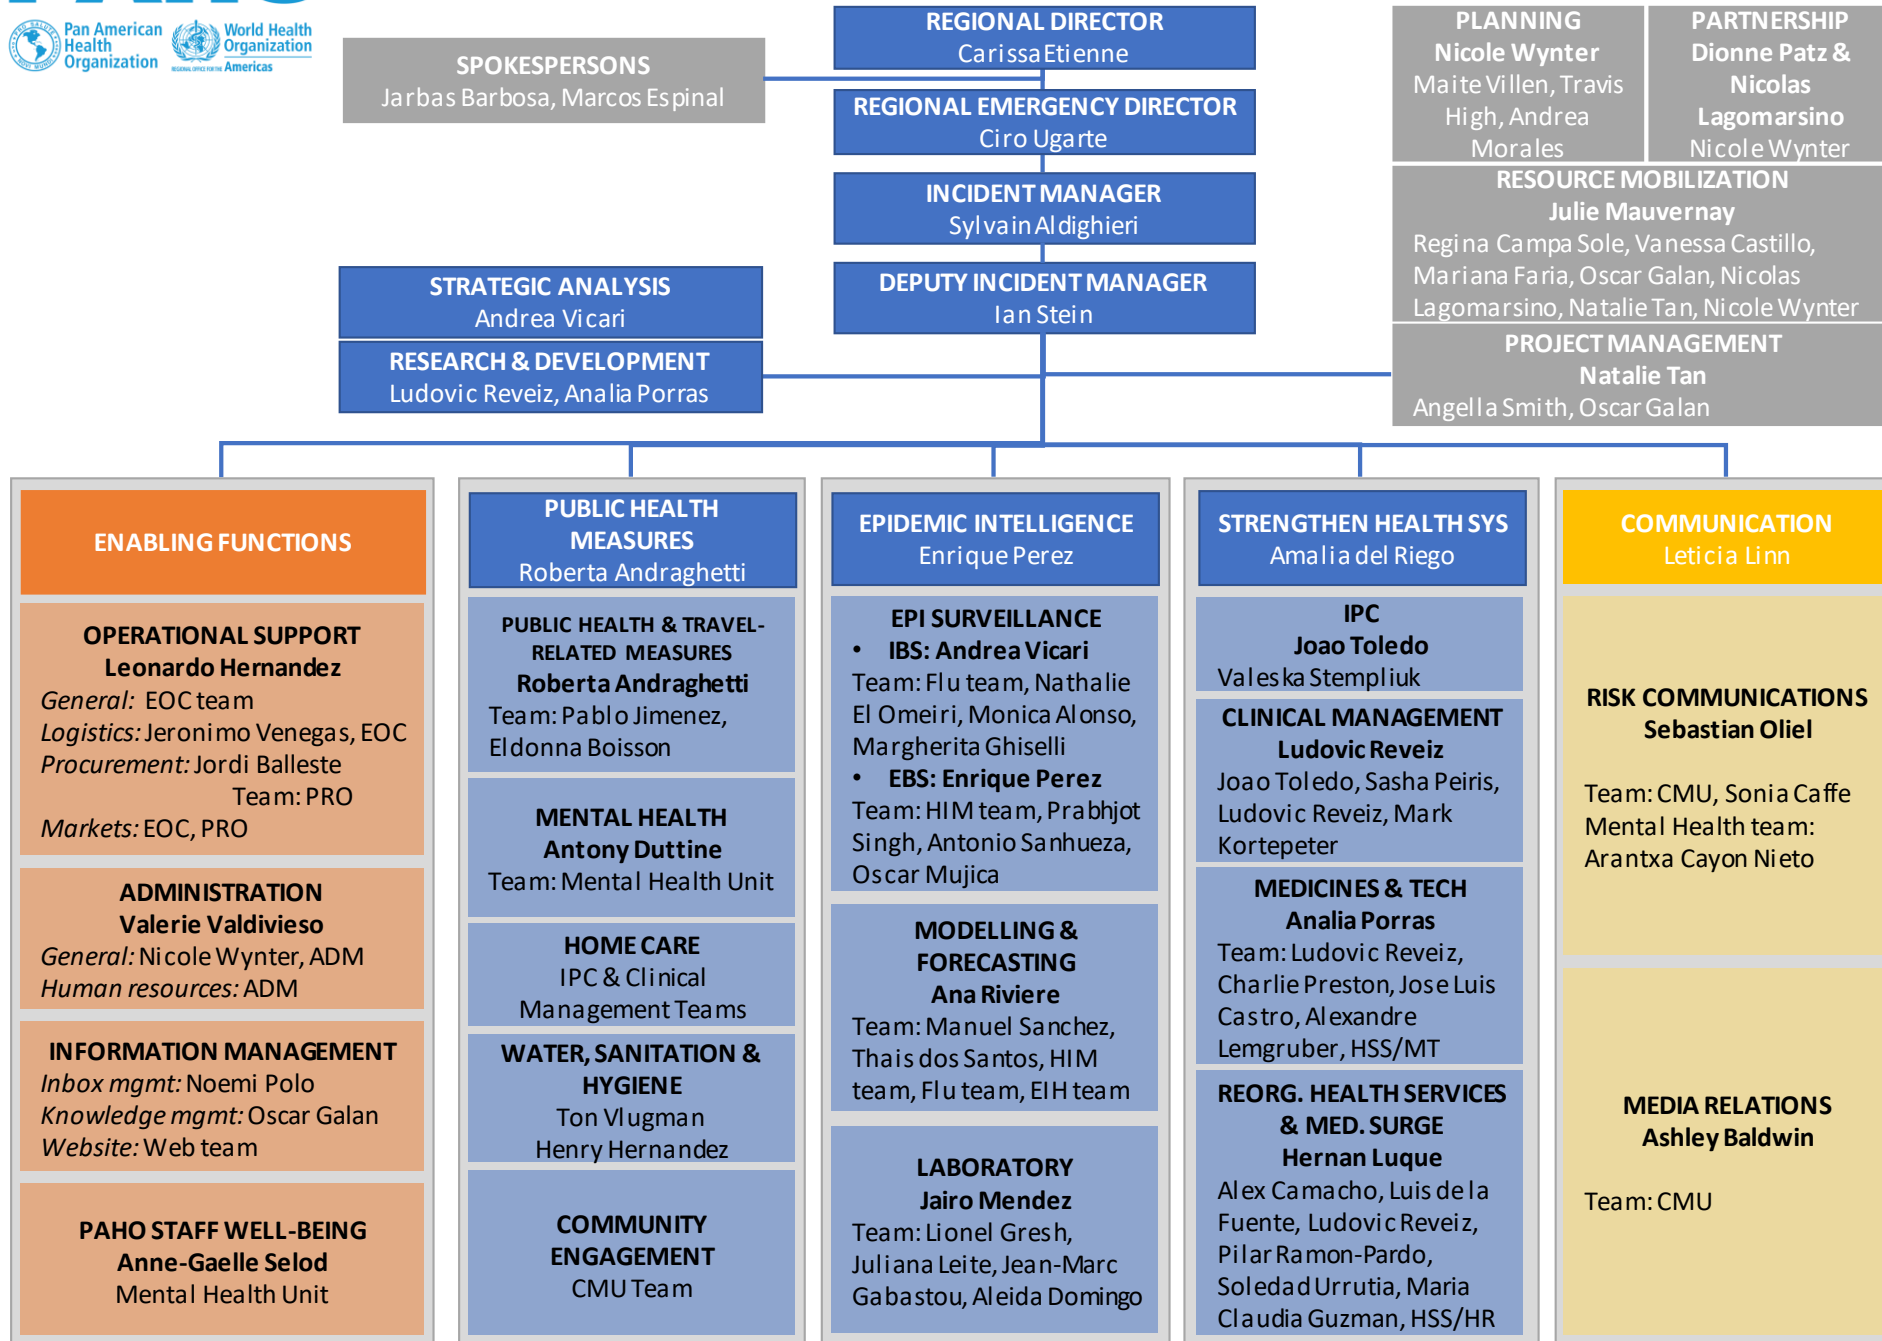 PAHO
Pan American
Health
Organization
World Health
Organization
REGIONAL OFFICE FOR THE Americas
SPOKESPERSONS
Jarbas Barbosa, Marcos Espinal
REGIONAL DIRECTOR
Carissa Etienne
REGIONAL EMERGENCY DIRECTOR
Ciro Ugarte
INCIDENT MANAGER
Sylvain Aldighieri
DEPUTY INCIDENT MANAGER
Ian Stein
PLANNING
Nicole Wynter
Maite Villen, Travis
High, Andrea
Morales
PARTNERSHIP
Dionne Patz &
Nicolas
Lagomarsino
Nicole Wynter
RESOURCE MOBILIZATION
Julie Mauvernay
Regina Campa Sole, Vanessa Castillo,
Mariana Faria, Oscar Galan, Nicolas
Lagomarsino, Natalie Tan, Nicole Wynter
PROJECT MANAGEMENT
Natalie Tan
Angella Smith, Oscar Galan
STRATEGIC ANALYSIS
Andrea Vicari
RESEARCH & DEVELOPMENT
Ludovic Reveiz, Analia Porras
ENABLING FUNCTIONS
OPERATIONAL SUPPORT
Leonardo Hernandez
General: EOC team
Logistics: Jeronimo Venegas, EOC
Procurement: Jordi Balleste
Team: PRO
Markets: EOC, PRO
ADMINISTRATION
Valerie Valdivieso
General: Nicole Wynter, ADM
Human resources: ADM
INFORMATION MANAGEMENT
Inbox mgmt: Noemi Polo
Knowledge mgmt: Oscar Galan
Website: Web team
PAHO STAFF WELL-BEING
Anne-Gaelle Selod
Mental Health Unit
PUBLIC HEALTH
MEASURES
Roberta Andraghetti
PUBLIC HEALTH & TRAVEL-
RELATED MEASURES
Roberta Andraghetti
Team: Pablo Jimenez,
Eldonna Boisson
MENTAL HEALTH
Antony Duttine
Team: Mental Health Unit
HOME CARE
IPC & Clinical
Management Teams
WATER, SANITATION &
HYGIENE
Ton Vlugman
Henry Hernandez
COMMUNITY
ENGAGEMENT
CMU Team
EPIDEMIC INTELLIGENCE
Enrique Perez
EPI SURVEILLANCE
• IBS: Andrea Vicari
Team: Flu team, Nathalie
El Omeiri, Monica Alonso,
Margherita Ghiselli
• EBS: Enrique Perez
Team: HIM team, Prabhjot
Singh, Antonio Sanhueza,
Oscar Mujica
MODELLING &
FORECASTING
Ana Riviere
Team: Manuel Sanchez,
Thais dos Santos, HIM
team, Flu team, EIH team
LABORATORY
Jairo Mendez
Team: Lionel Gresh,
Juliana Leite, Jean-Marc
Gabastou, Aleida Domingo
STRENGTHEN HEALTH SYS
Amalia del Riego
IPC
Joao Toledo
Valeska Stempliuk
CLINICAL MANAGEMENT
Ludovic Reveiz
Joao Toledo, Sasha Peiris,
Ludovic Reveiz, Mark
Kortepeter
MEDICINES & TECH
Analia Porras
Team: Ludovic Reveiz,
Charlie Preston, Jose Luis
Castro, Alexandre
Lemgruber, HSS/MT
REORG. HEALTH SERVICES
& MED. SURGE
Hernan Luque
Alex Camacho, Luis de la
Fuente, Ludovic Reveiz,
Pilar Ramon-Pardo,
Soledad Urrutia, Maria
Claudia Guzman, HSS/HR
COMMUNICATION
Leticia Linn
RISK COMMUNICATIONS
Sebastian Oliel
Team: CMU, Sonia Caffe
Mental Health team:
Arantxa Cayon Nieto
MEDIA RELATIONS
Ashley Baldwin
Team: CMU